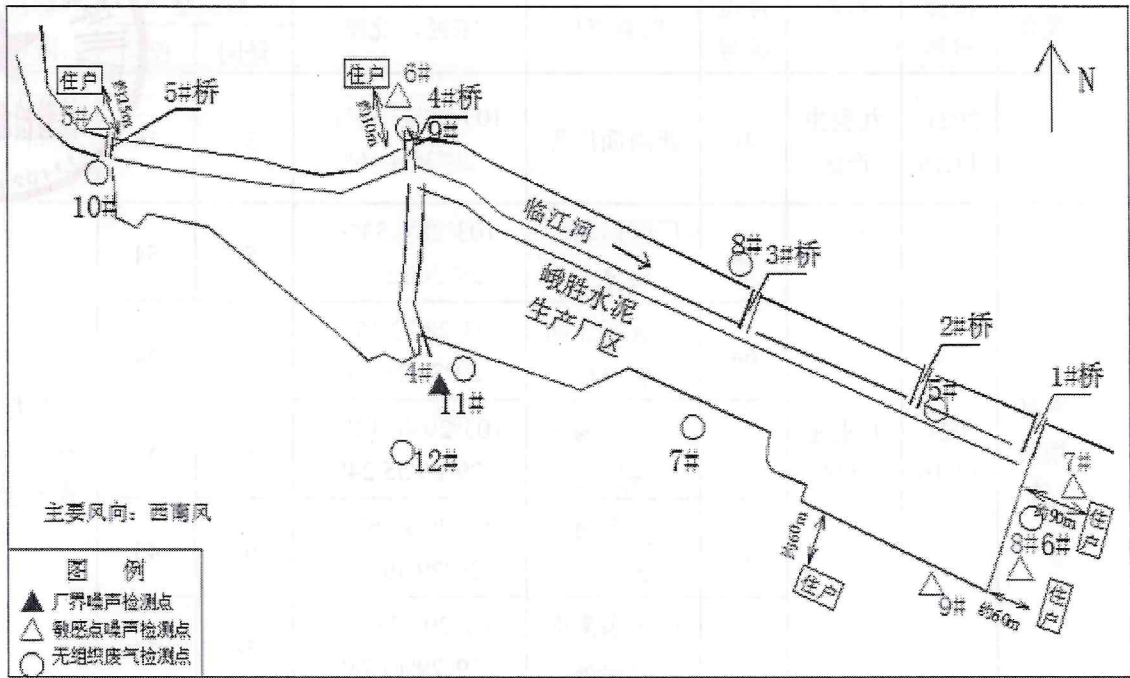 住户
5#
约15m
5#桥
10#
住户
6#
约110m
4#桥
9#
N
临江河
8#
3#桥
峨胜水泥
生产厂区
2#桥
5#
1#桥
4#
11#
12#
7#
7#
约90m
住户
8#
6#
约60m
住户
9#
约60m
住户
主要风向：西南风
图 例
厂界噪声检测点
敏感点噪声检测点
无组织废气检测点